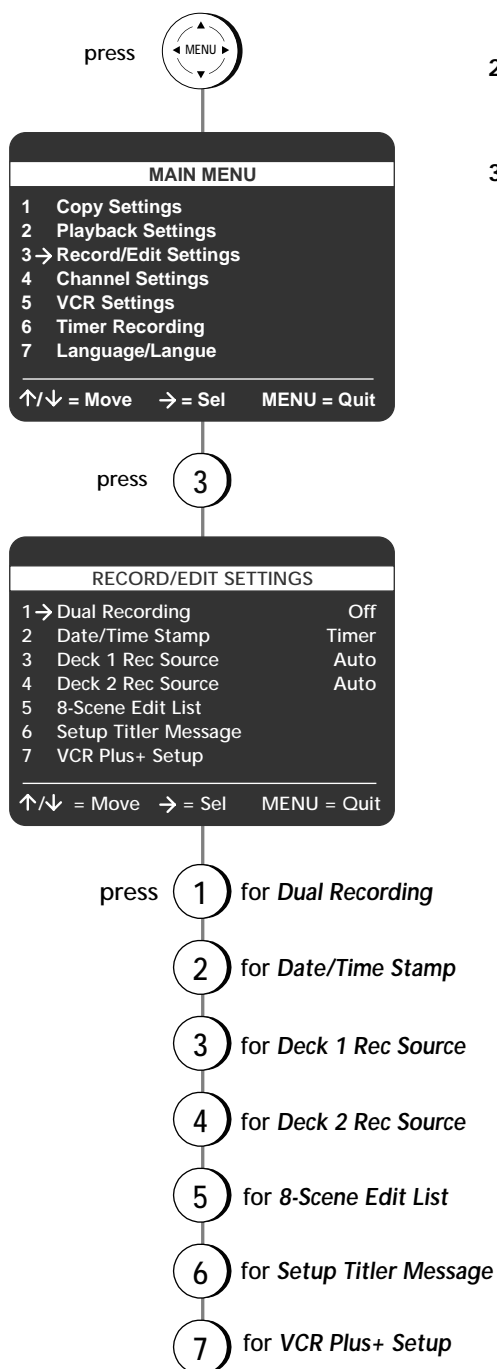 press MENU
2
3
MAIN MENU
1 Copy Settings
2 Playback Settings
3→ Record/Edit Settings
4 Channel Settings
5 VCR Settings
6 Timer Recording
7 Language/Langue
↑/↓ = Move → = Sel MENU = Quit
press 3
RECORD/EDIT SETTINGS
1→ Dual Recording Off
2 Date/Time Stamp Timer
3 Deck 1 Rec Source Auto
4 Deck 2 Rec Source Auto
5 8-Scene Edit List
6 Setup Titler Message
7 VCR Plus+ Setup
↑/↓ = Move → = Sel MENU = Quit
press 1 for Dual Recording
2 for Date/Time Stamp
3 for Deck 1 Rec Source
4 for Deck 2 Rec Source
5 for 8-Scene Edit List
6 for Setup Titler Message
7 for VCR Plus+ Setup